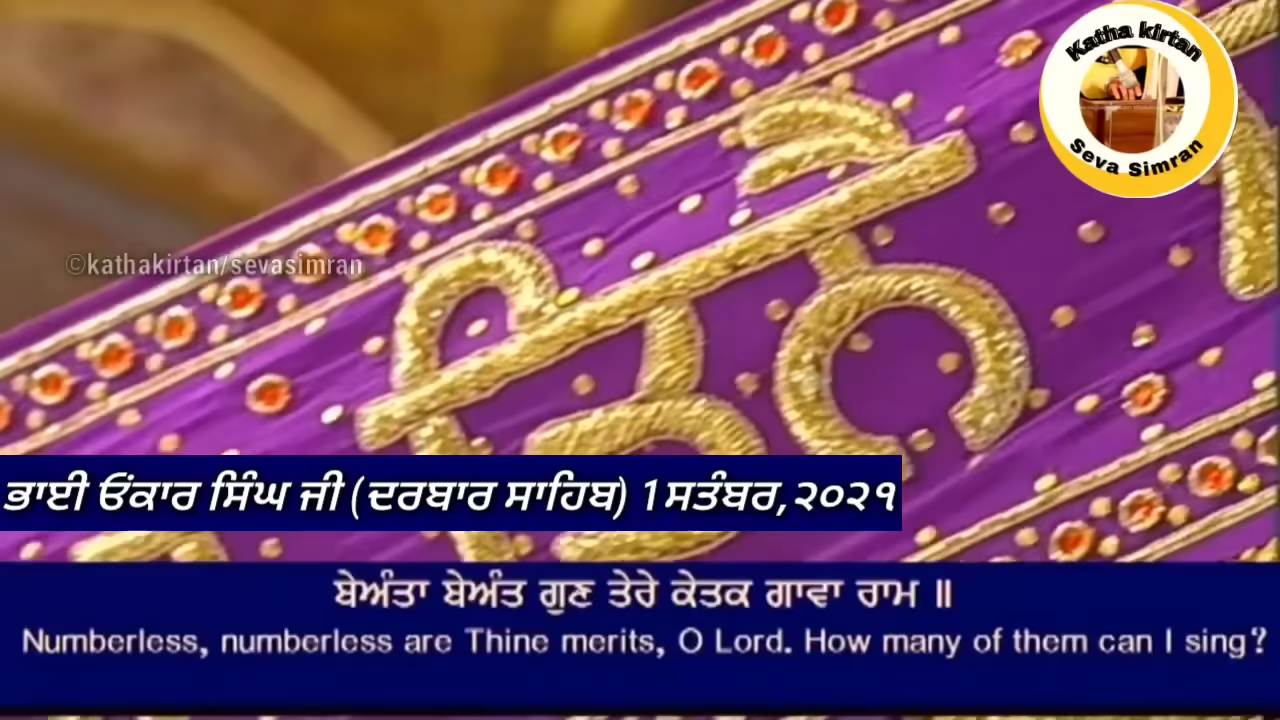 Katha kirtan
Seva Simran
©kathakirtan/sevasimran
ਭਾਈ ਓਂਕਾਰ ਸਿੰਘ ਜੀ (ਦਰਬਾਰ ਸਾਹਿਬ) 1 ਸਤੰਬਰ,੨੦੨੧
ਬੇਅੰਤਾ ਬੇਅੰਤ ਗੁਣ ਤੇਰੇ ਕੇਤਕ ਗਾਵਾ ਰਾਮ ॥
Numberless, numberless are Thine merits, O Lord. How many of them can I sing?